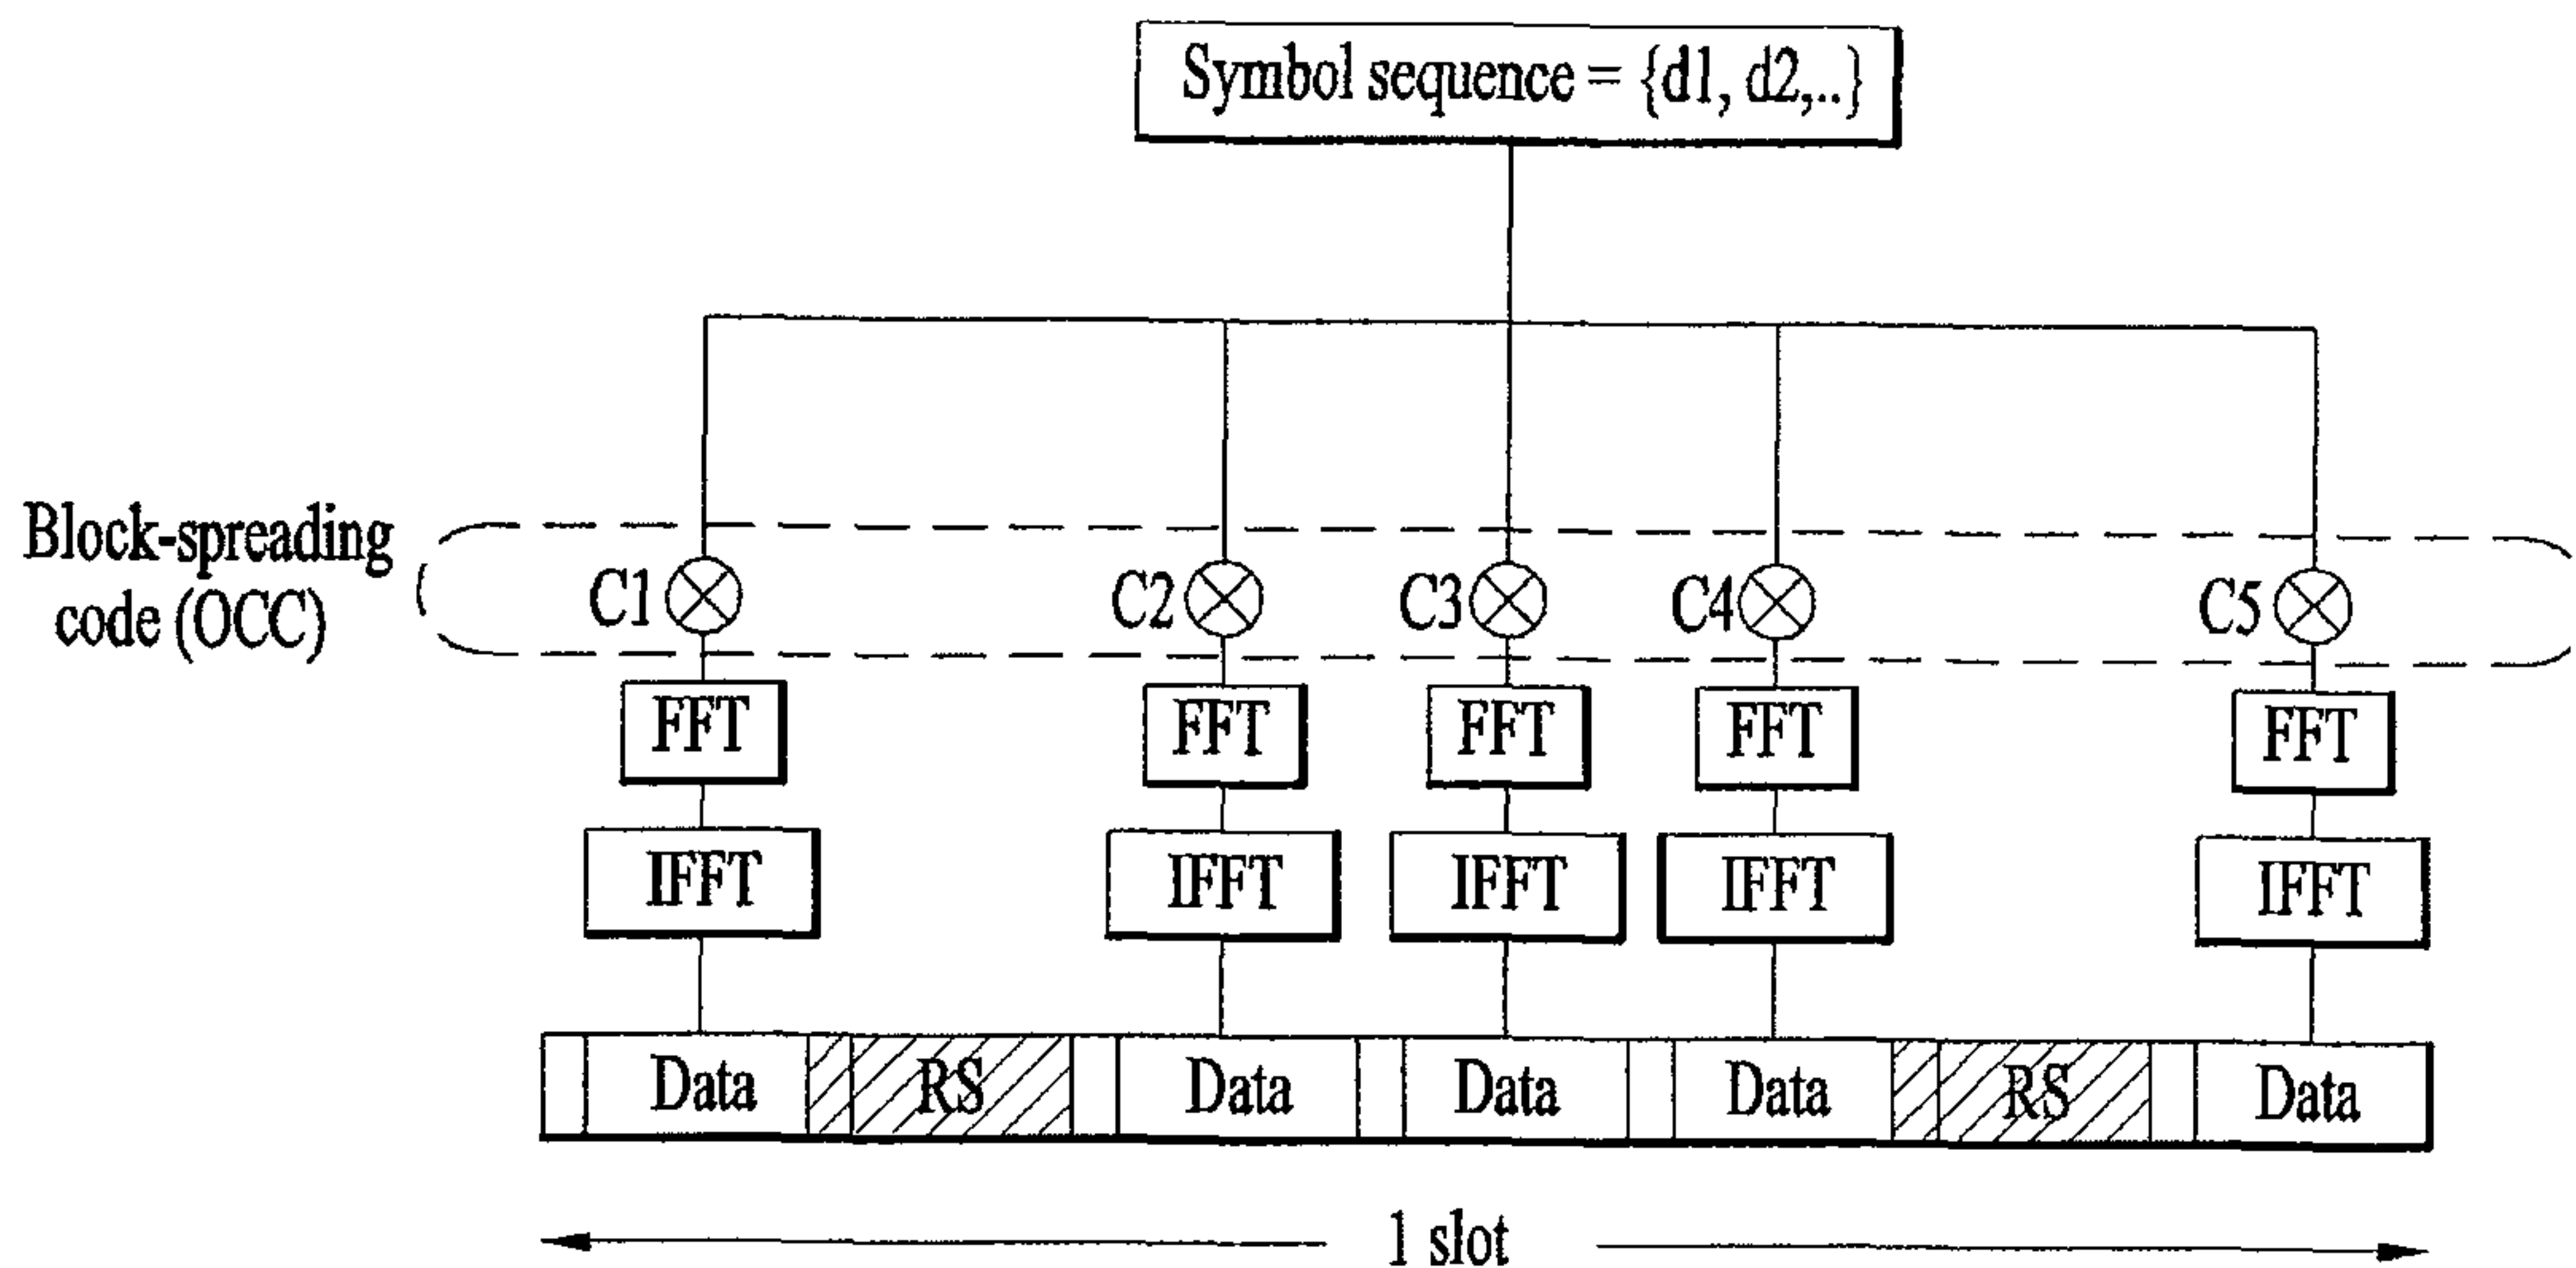 Symbol sequence = {d1, d2,..}
Block-spreading
code (OCC)
C1 C2 C3 C4 C5
FFT FFT FFT FFT FFT
IFFT IFFT IFFT IFFT IFFT
Data RS Data Data Data RS Data
1 slot